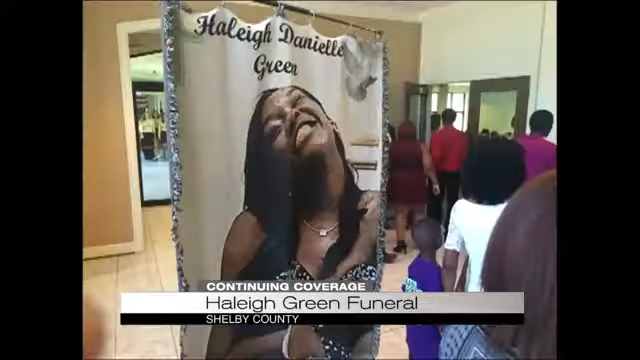 Haleigh Danielle
Green
CONTINUING COVERAGE
Haleigh Green Funeral
SHELBY COUNTY